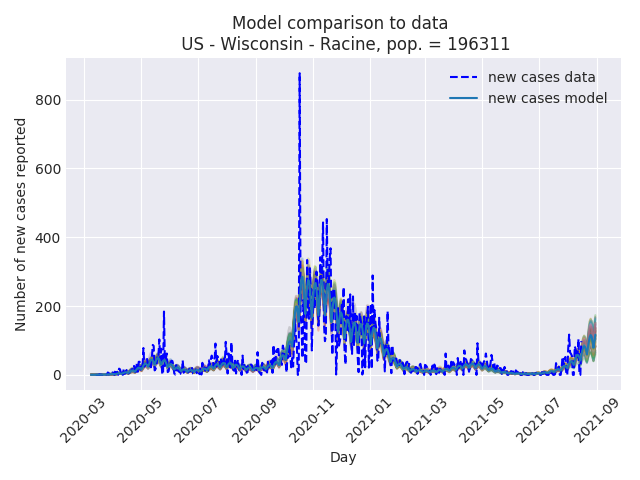 Model comparison to data
US - Wisconsin - Racine, pop. = 196311
new cases data
new cases model
Number of new cases reported
800
600
400
200
0
2020-03
2020-05
2020-07
2020-09
2020-11
2021-01
2021-03
2021-05
2021-07
2021-09
Day